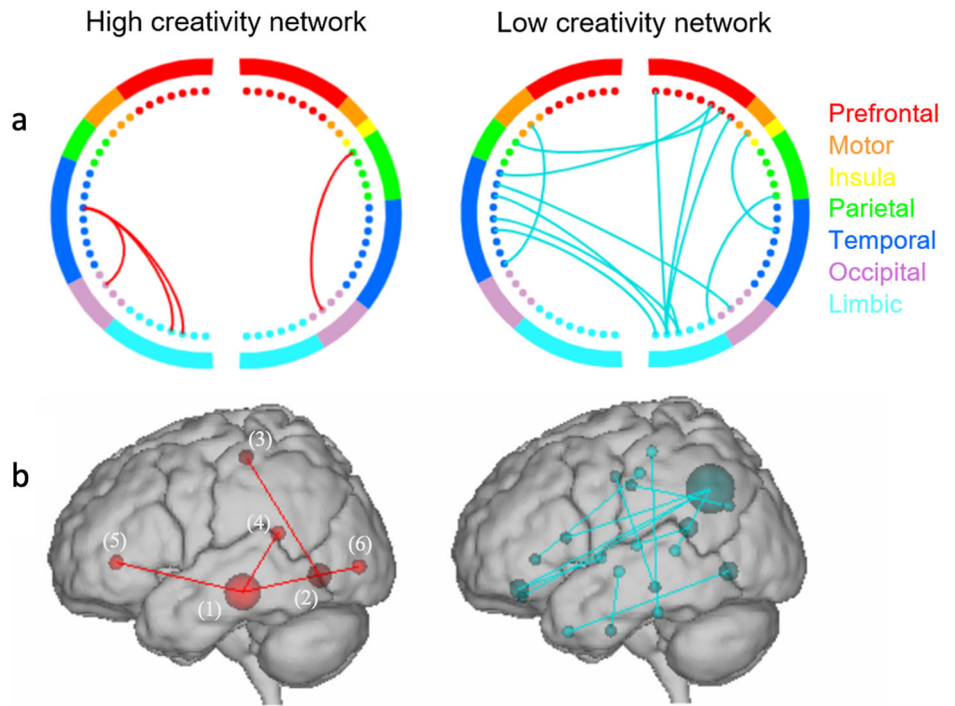 High creativity network
Low creativity network
a
Prefrontal
Motor
Insula
Parietal
Temporal
Occipital
Limbic
b
(3)
(4)
(5)
(6)
(1)
(2)